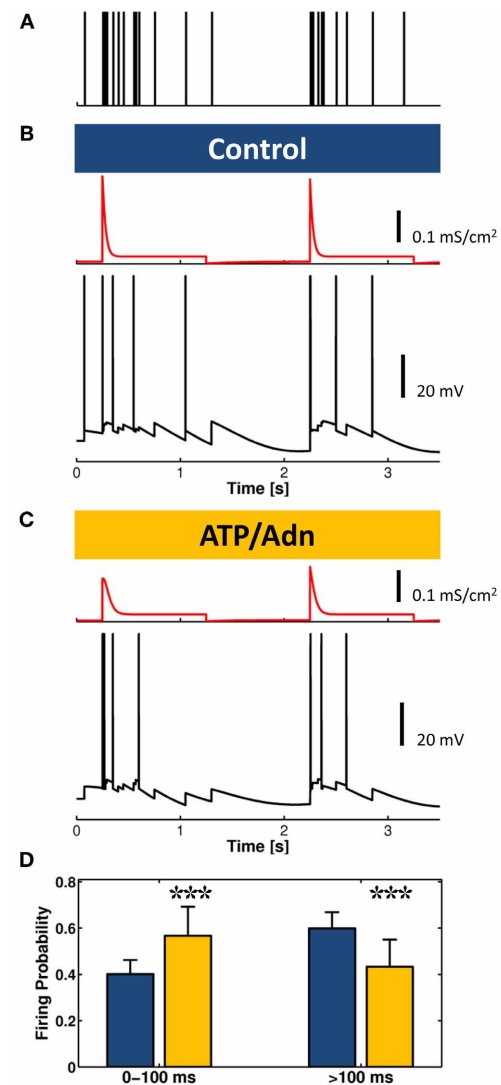 A
B
Control
0.1 mS/cm²
20 mV
0 1 2 3
Time [s]
C
ATP/Adn
0.1 mS/cm²
20 mV
0 1 2 3
Time [s]
D
0.8
*** ***
0.6
0.4
0.2
0
Firing Probability
0–100 ms >100 ms